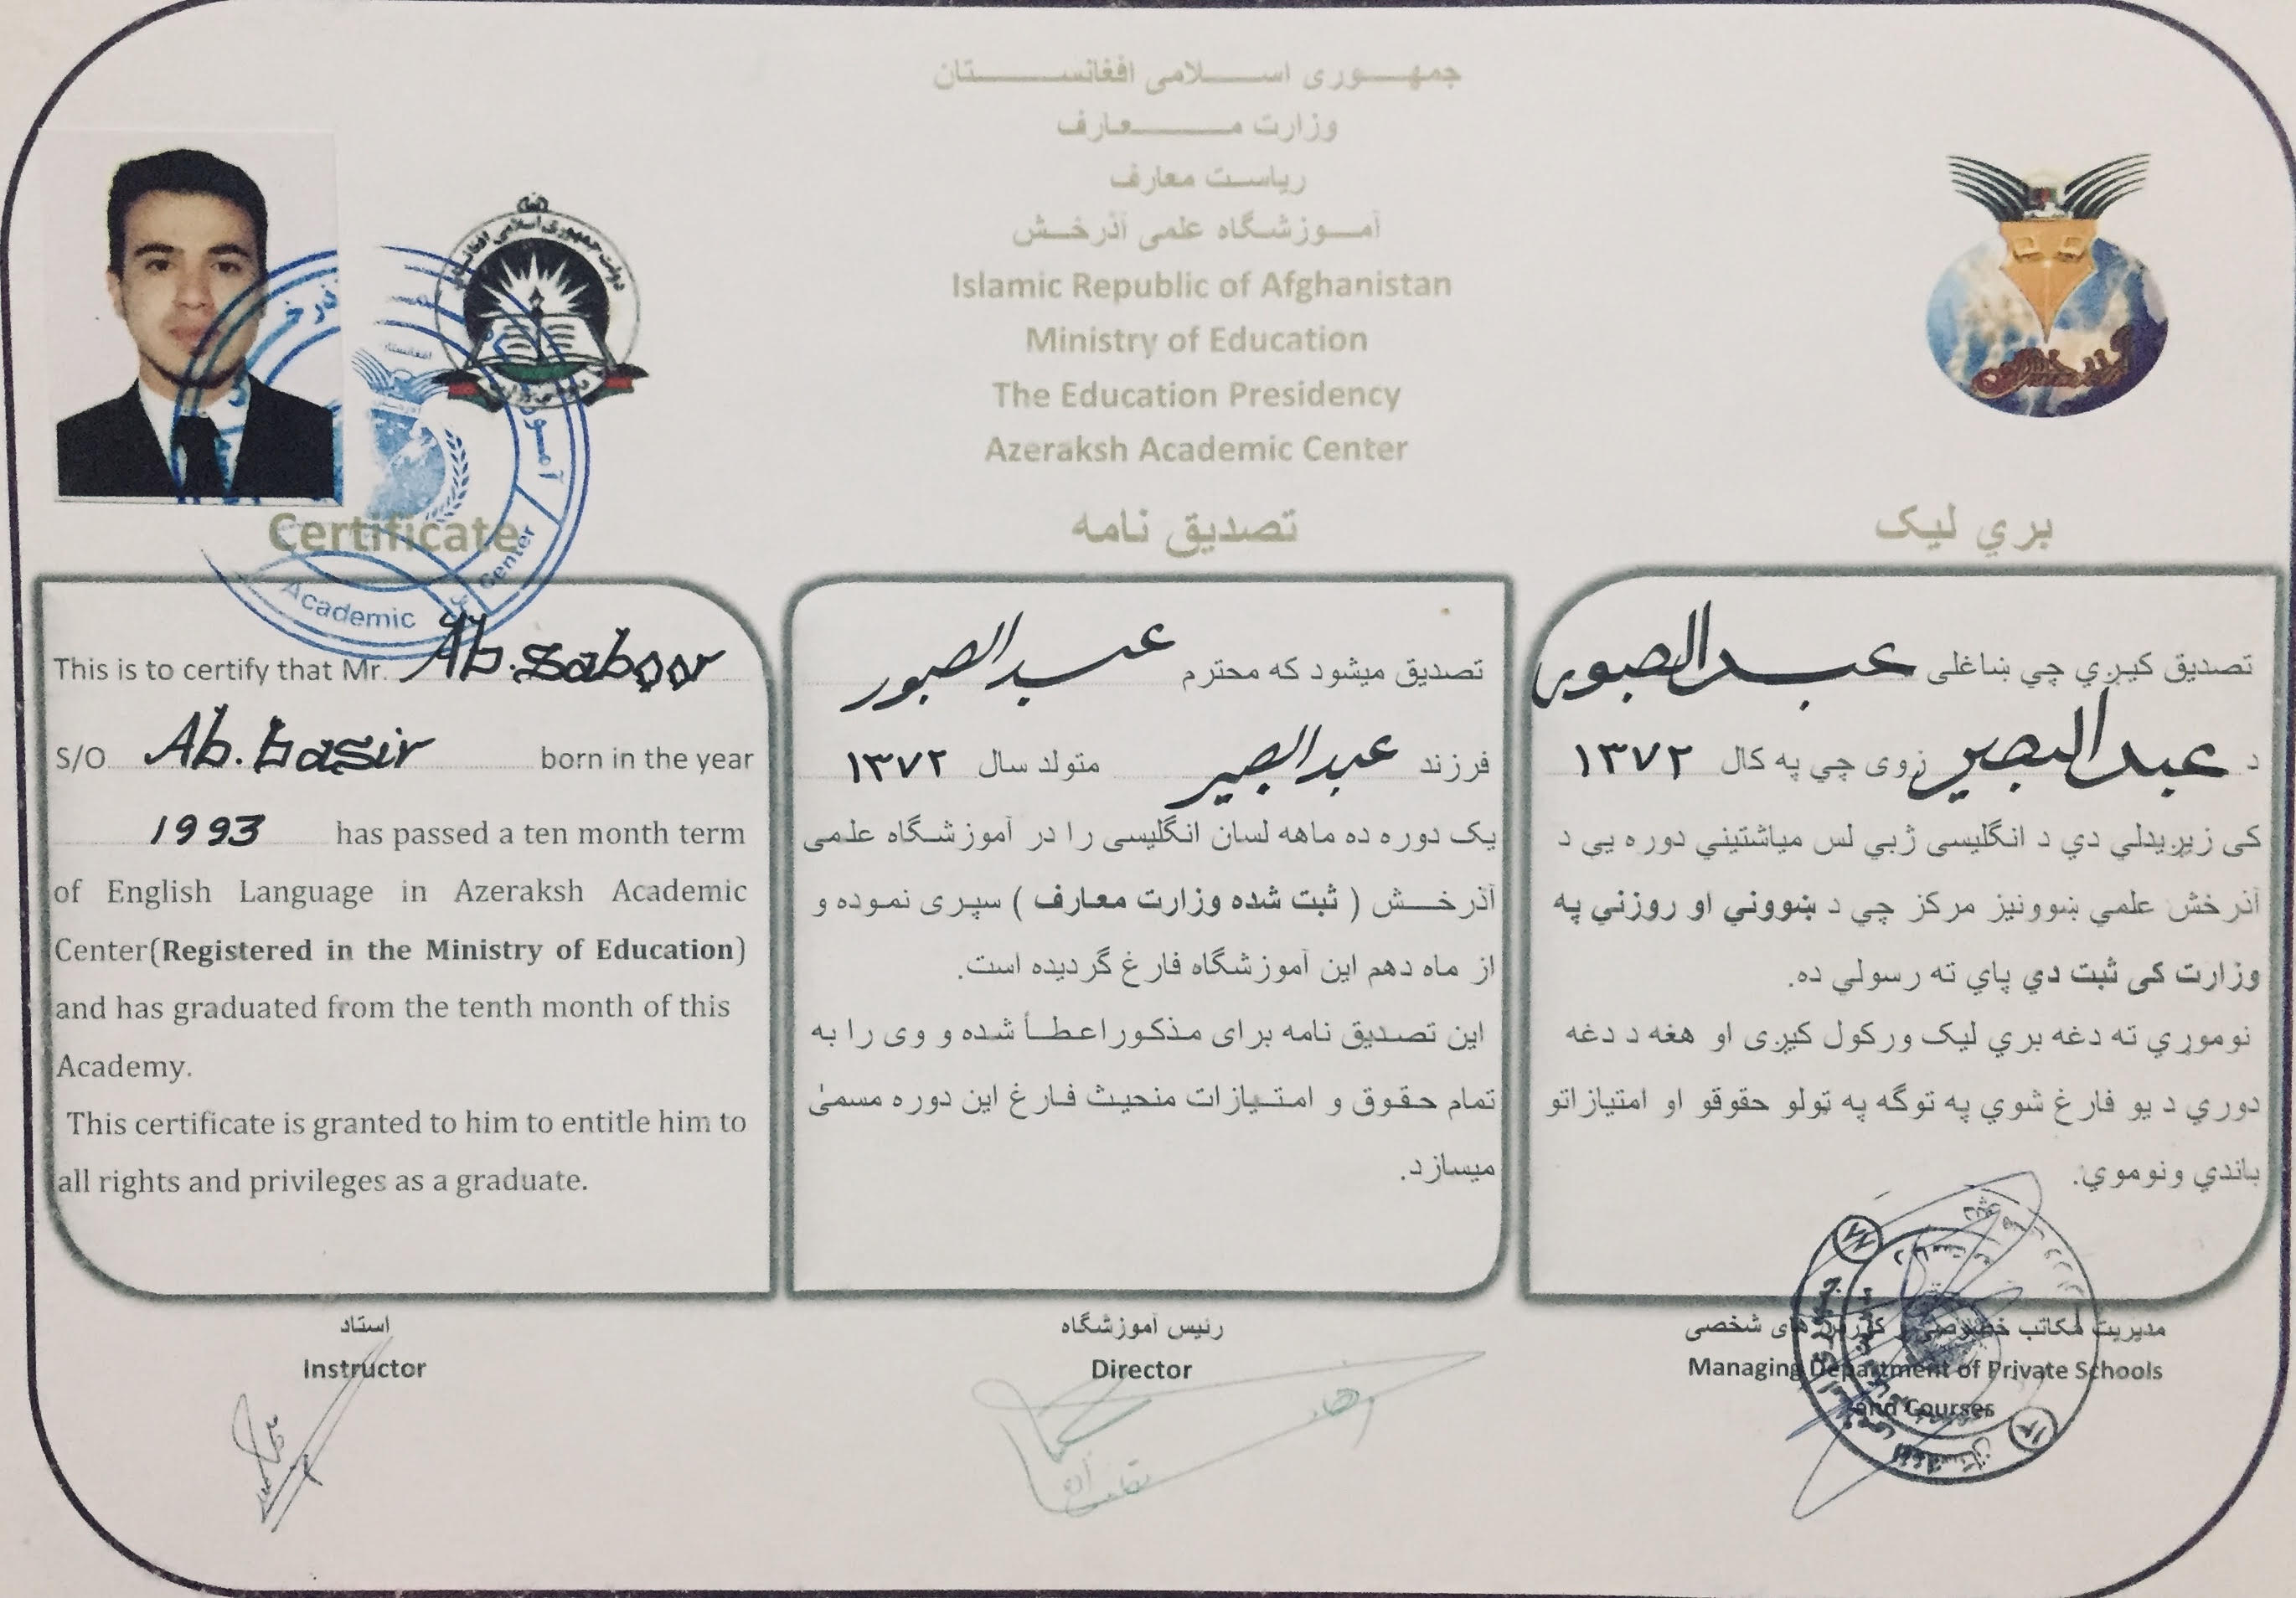 جمهوری اسلامی افغانستان
وزارت معارف
ریاست معارف
آموزشگاه علمی آذرخش
Islamic Republic of Afghanistan
Ministry of Education
The Education Presidency
Azeraksh Academic Center
Certificate
تصدیق نامه
بري لیک
Academic Center
This is to certify that Mr. Ab.saboor
S/O Ab.basir born in the year
1993 has passed a ten month term
of English Language in Azeraksh Academic
Center(Registered in the Ministry of Education)
and has graduated from the tenth month of this
Academy.
This certificate is granted to him to entitle him to
all rights and privileges as a graduate.
تصدیق میشود که محترم عبدالصبور
فرزند عبدالبصیر متولد سال ۱۳۷۲
یک دوره ده ماهه لسان انگلیسی را در آموزشگاه علمی
آذرخش ( ثبت شده وزارت معارف ) سپری نموده و
از ماه دهم این آموزشگاه فارغ گردیده است.
این تصدیق نامه برای مذکور اعطأ شده و وی را به
تمام حقوق و امتیازات منحیث فارغ این دوره مسمیٰ
میسازد.
تصدیق کیږي چي ښاغلی عبدالصبور
د عبدالبصیر زوی چي په کال ۱۳۷۲
کی زیږیدلي دي د انگلیسی ژبي لس میاشتیني دوره یی د
آذرخش علمي ښوونیز مرکز چي د ښووني او روزني په
وزارت کی ثبت دي پاي ته رسولي ده.
نوموړي ته دغه بري لیک ورکول کیږی او هغه د دغه
دوري د یو فارغ شوي په توگه په ټولو حقوقو او امتیازاتو
باندي ونوموي.
استاد
Instructor
رئیس آموزشگاه
Director
مدیریت مکاتب خصوصی و کورس های شخصی
Managing Department of Private Schools
and Courses